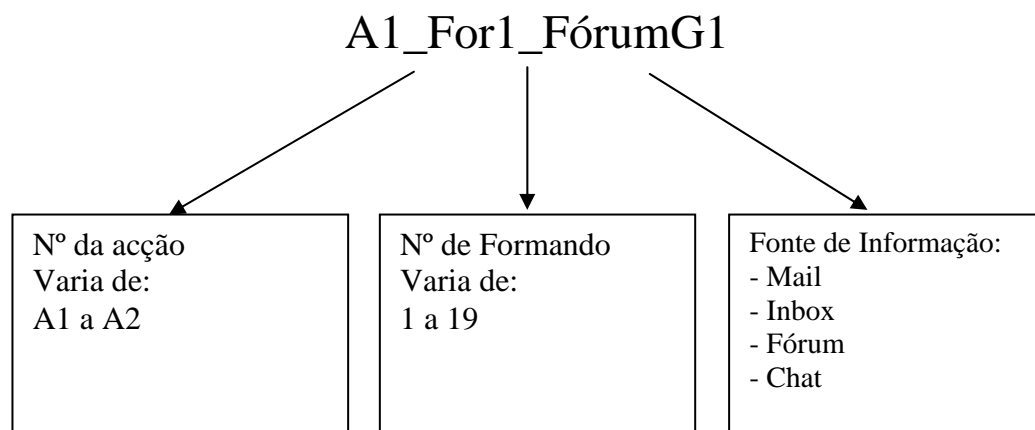 A1_For1_FórumG1
Nº da acção
Varia de:
A1 a A2
Nº de Formando
Varia de:
1 a 19
Fonte de Informação:
- Mail
- Inbox
- Fórum
- Chat